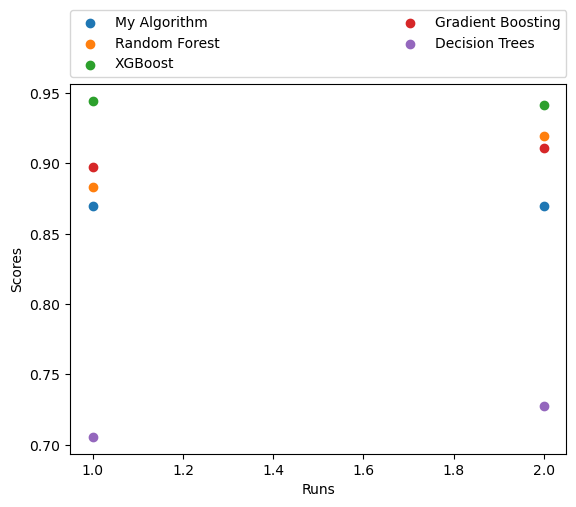 My Algorithm
Random Forest
XGBoost
Gradient Boosting
Decision Trees
0.95
0.90
0.85
0.80
0.75
0.70
Scores
1.0 1.2 1.4 1.6 1.8 2.0
Runs